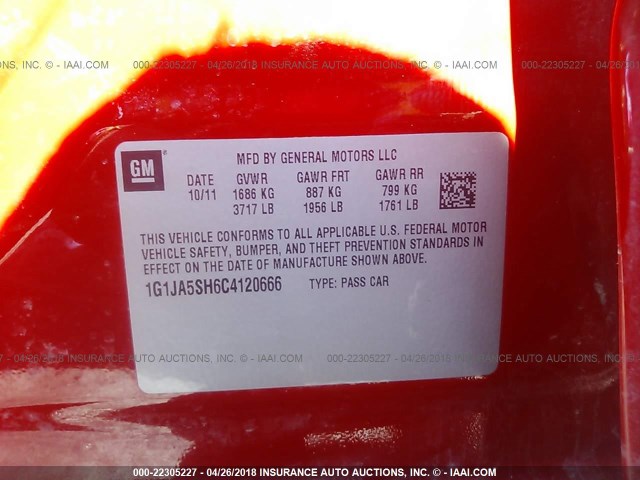 INC. - © IAAI.COM 000-22305227 - 04/26/2018 INSURANCE AUTO AUCTIONS, INC. - © IAAI.COM 000-22305227 - 04/26/
GM
MFD BY GENERAL MOTORS LLC
DATE GVWR GAWR FRT GAWR RR
10/11 1686 KG 887 KG 799 KG
3717 LB 1956 LB 1761 LB
THIS VEHICLE CONFORMS TO ALL APPLICABLE U.S. FEDERAL MOTOR
VEHICLE SAFETY, BUMPER, AND THEFT PREVENTION STANDARDS IN
EFFECT ON THE DATE OF MANUFACTURE SHOWN ABOVE.
1G1JA5SH6C4120666 TYPE: PASS CAR
- 04/26/2018 INSURANCE AUTO AUCTIONS, INC. - © IAAI.COM 000-22305227 - 04/26/2018 INSURANCE AUTO AUCTIONS, INC.
000-22305227 - 04/26/2018 INSURANCE AUTO AUCTIONS, INC. - © IAAI.COM